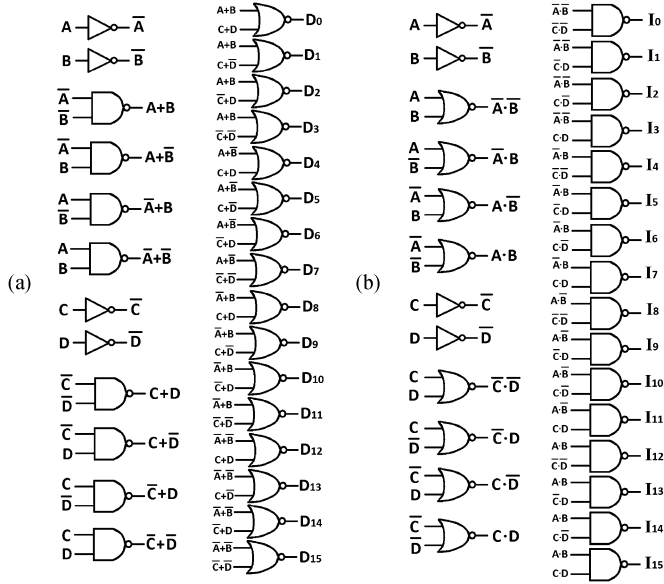 (a)
A A̅
B B̅
A̅
B̅ A+B
A̅
B A+B̅
A
B̅ A̅+B
A
B A̅+B̅
C C̅
D D̅
C̅
D̅ C+D
C̅
D C+D̅
C
D̅ C̅+D
C
D C̅+D̅
A+B
C+D D₀
A+B
C+D̅ D₁
A+B
C̅+D D₂
A+B
C̅+D̅ D₃
A+B̅
C+D D₄
A+B̅
C+D̅ D₅
A+B̅
C̅+D D₆
A+B̅
C̅+D̅ D₇
A̅+B
C+D D₈
A̅+B
C+D̅ D₉
A̅+B
C̅+D D₁₀
A̅+B
C̅+D̅ D₁₁
A̅+B̅
C+D D₁₂
A̅+B̅
C+D̅ D₁₃
A̅+B̅
C̅+D D₁₄
A̅+B̅
C̅+D̅ D₁₅
(b)
A A̅
B B̅
A
B A̅·B̅
A
B̅ A̅·B
A̅
B A·B̅
A̅
B̅ A·B
C C̅
D D̅
C
D C̅·D̅
C
D̅ C̅·D
C̅
D C·D̅
C̅
D̅ C·D
A̅·B̅
C̅·D̅ I₀
A̅·B̅
C̅·D I₁
A̅·B̅
C·D̅ I₂
A̅·B̅
C·D I₃
A̅·B
C̅·D̅ I₄
A̅·B
C̅·D I₅
A̅·B
C·D̅ I₆
A̅·B
C·D I₇
A·B̅
C̅·D̅ I₈
A·B̅
C̅·D I₉
A·B̅
C·D̅ I₁₀
A·B̅
C·D I₁₁
A·B
C̅·D̅ I₁₂
A·B
C̅·D I₁₃
A·B
C·D̅ I₁₄
A·B
C·D I₁₅